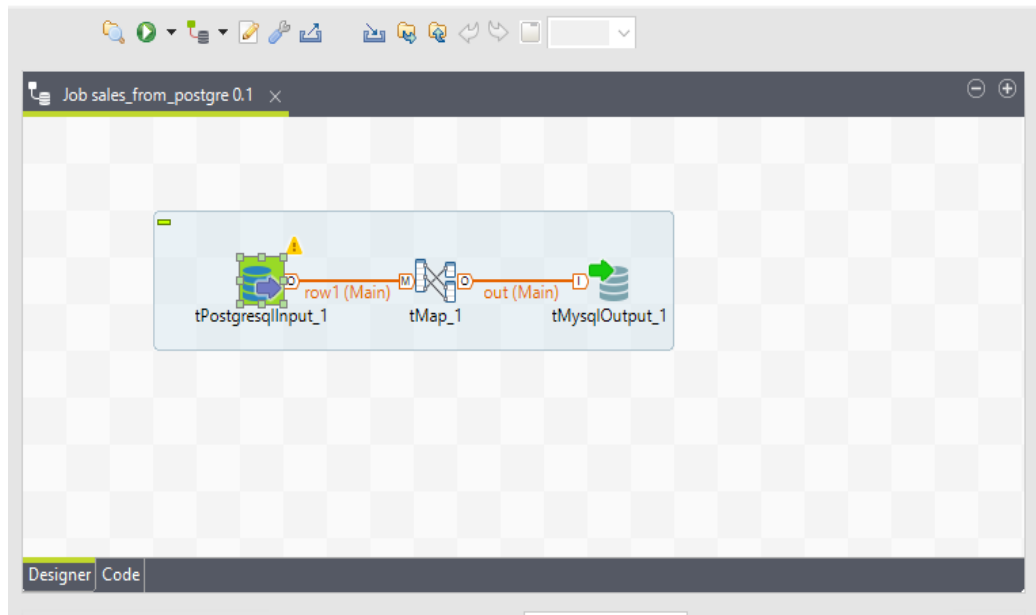 Job sales_from_postgre 0.1
row1 (Main)
out (Main)
tPostgresqlInput_1
tMap_1
tMysqlOutput_1
O
M
O
I
Designer
Code